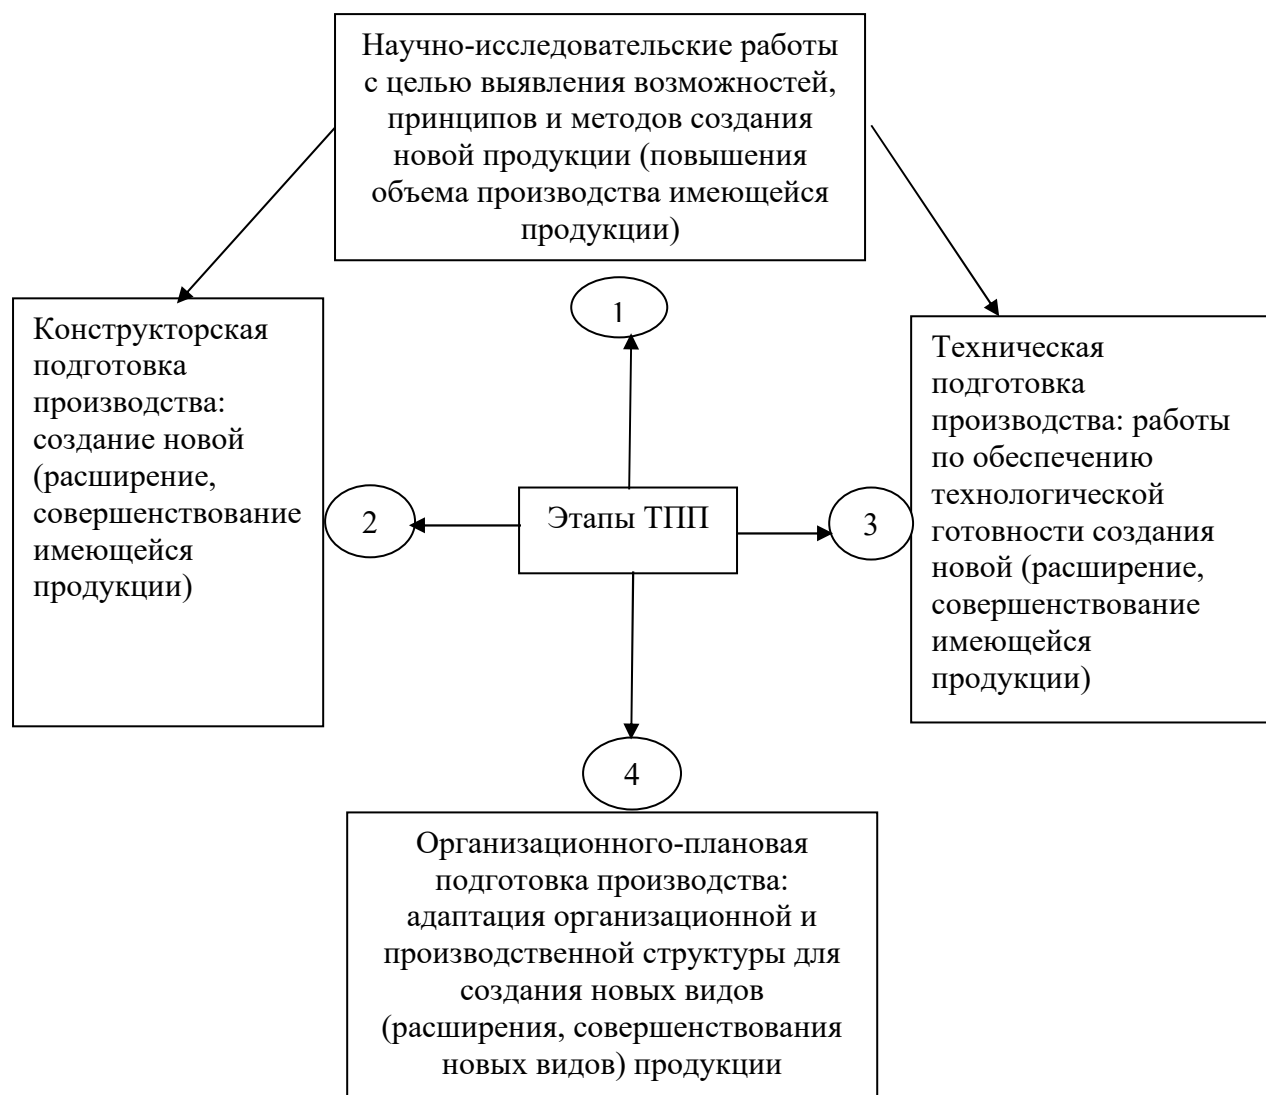 Научно-исследовательские работы
с целью выявления возможностей,
принципов и методов создания
новой продукции (повышения
объема производства имеющейся
продукции)
1
Конструкторская
подготовка
производства:
создание новой
(расширение,
совершенствование
имеющейся
продукции)
2
Этапы ТПП
3
Техническая
подготовка
производства: работы
по обеспечению
технологической
готовности создания
новой (расширение,
совершенствование
имеющейся
продукции)
4
Организационного-плановая
подготовка производства:
адаптация организационной и
производственной структуры для
создания новых видов
(расширения, совершенствования
новых видов) продукции